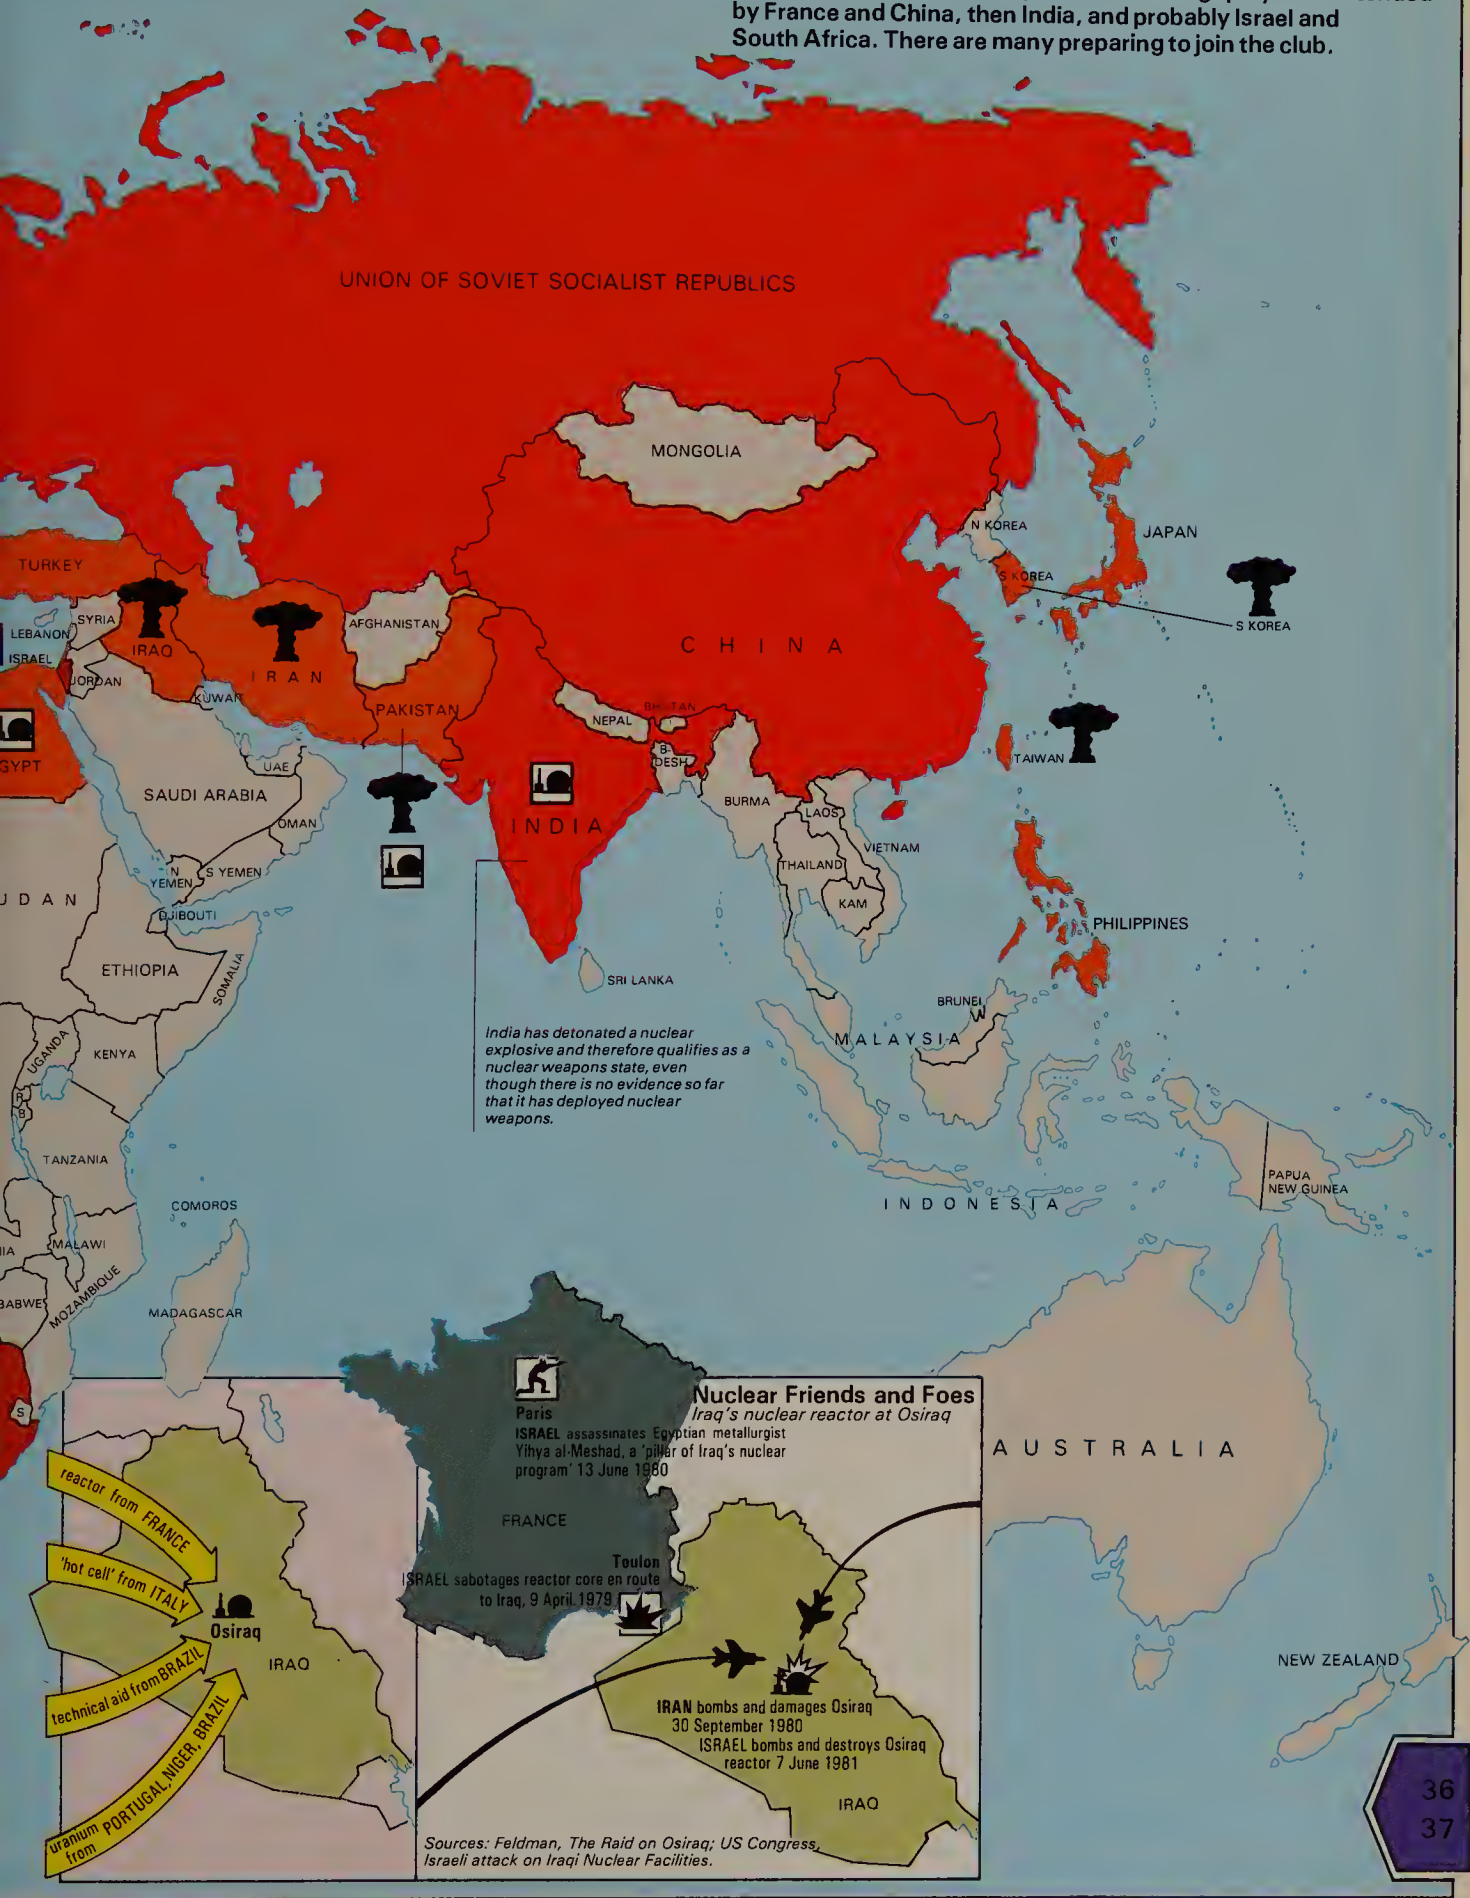 by France and China, then India, and probably Israel and
South Africa. There are many preparing to join the club.
UNION OF SOVIET SOCIALIST REPUBLICS
MONGOLIA
N KOREA
JAPAN
TURKEY
S KOREA
S KOREA
SYRIA
LEBANON
AFGHANISTAN
IRAQ
CHINA
ISRAEL
IRAN
JORDAN
KUWAIT
PAKISTAN
BHUTAN
NEPAL
B-
DESH
TAIWAN
GYPT
UAE
SAUDI ARABIA
BURMA
LAOS
OMAN
INDIA
VIETNAM
THAILAND
N
YEMEN
S YEMEN
UDAN
KAM
DJIBOUTI
PHILIPPINES
ETHIOPIA
SOMALIA
SRI LANKA
BRUNEI
India has detonated a nuclear
explosive and therefore qualifies as a
nuclear weapons state, even
though there is no evidence so far
that it has deployed nuclear
weapons.
MALAYSIA
UGANDA
KENYA
R
B
TANZANIA
PAPUA
NEW GUINEA
COMOROS
INDONESIA
IA
MALAWI
BABWE
MOZAMBIQUE
MADAGASCAR
S
AUSTRALIA
NEW ZEALAND
Nuclear Friends and Foes
Iraq's nuclear reactor at Osiraq
Paris
ISRAEL assassinates Egyptian metallurgist
Yihya al-Meshad, a 'pillar of Iraq's nuclear
program' 13 June 1980
FRANCE
Toulon
ISRAEL sabotages reactor core en route
to Iraq, 9 April 1979
reactor from FRANCE
'hot cell' from ITALY
technical aid from BRAZIL
uranium
from PORTUGAL, NIGER, BRAZIL
Osiraq
IRAQ
IRAN bombs and damages Osiraq
30 September 1980
ISRAEL bombs and destroys Osiraq
reactor 7 June 1981
IRAQ
Sources: Feldman, The Raid on Osiraq; US Congress,
Israeli attack on Iraqi Nuclear Facilities.
36
37